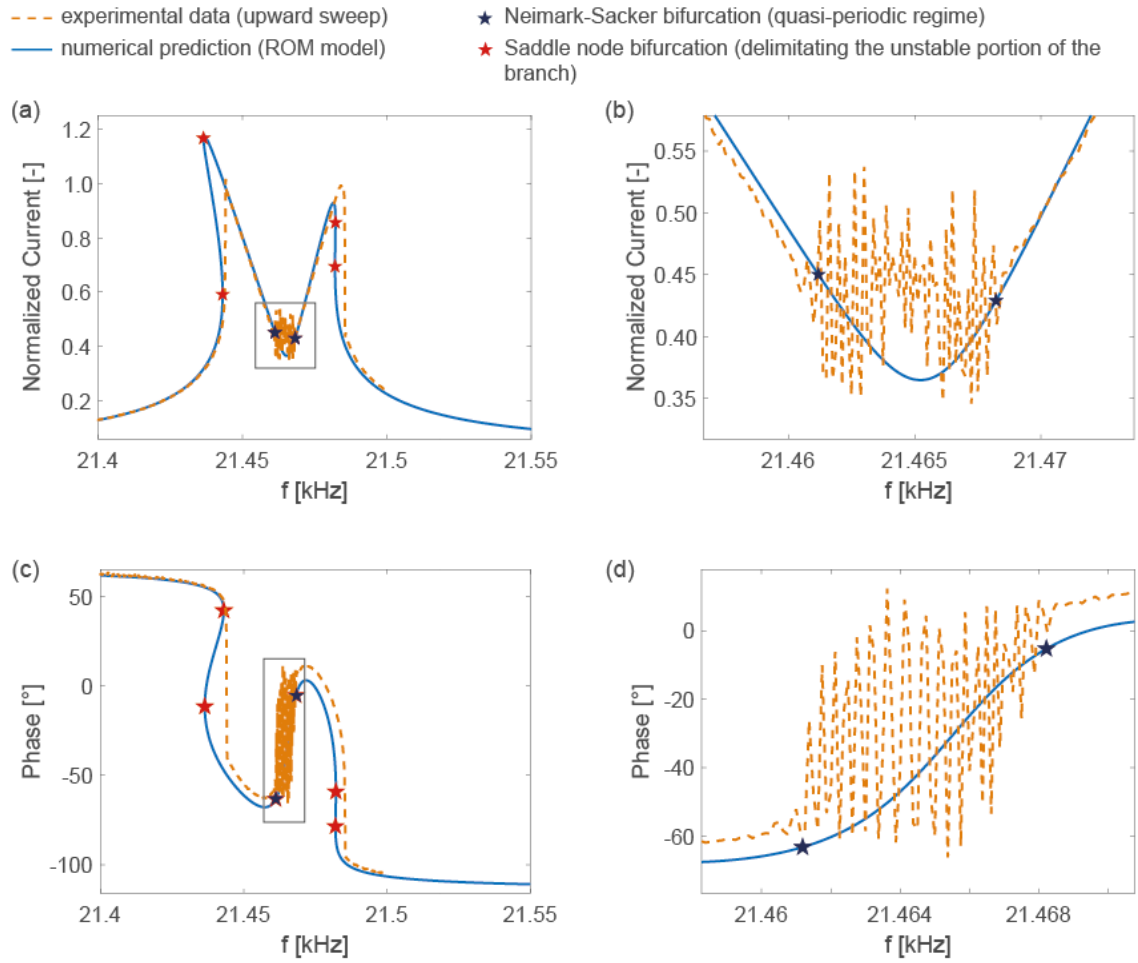 experimental data (upward sweep)
numerical prediction (ROM model)
Neimark-Sacker bifurcation (quasi-periodic regime)
Saddle node bifurcation (delimitating the unstable portion of the
branch)
(a)
Normalized Current [-]
1.2
1.0
0.8
0.6
0.4
0.2
21.4 21.45 21.5 21.55
f [kHz]
(b)
Normalized Current [-]
0.55
0.50
0.45
0.40
0.35
21.46 21.465 21.47
f [kHz]
(c)
Phase [°]
50
0
-50
-100
21.4 21.45 21.5 21.55
f [kHz]
(d)
Phase [°]
0
-20
-40
-60
21.46 21.464 21.468
f [kHz]